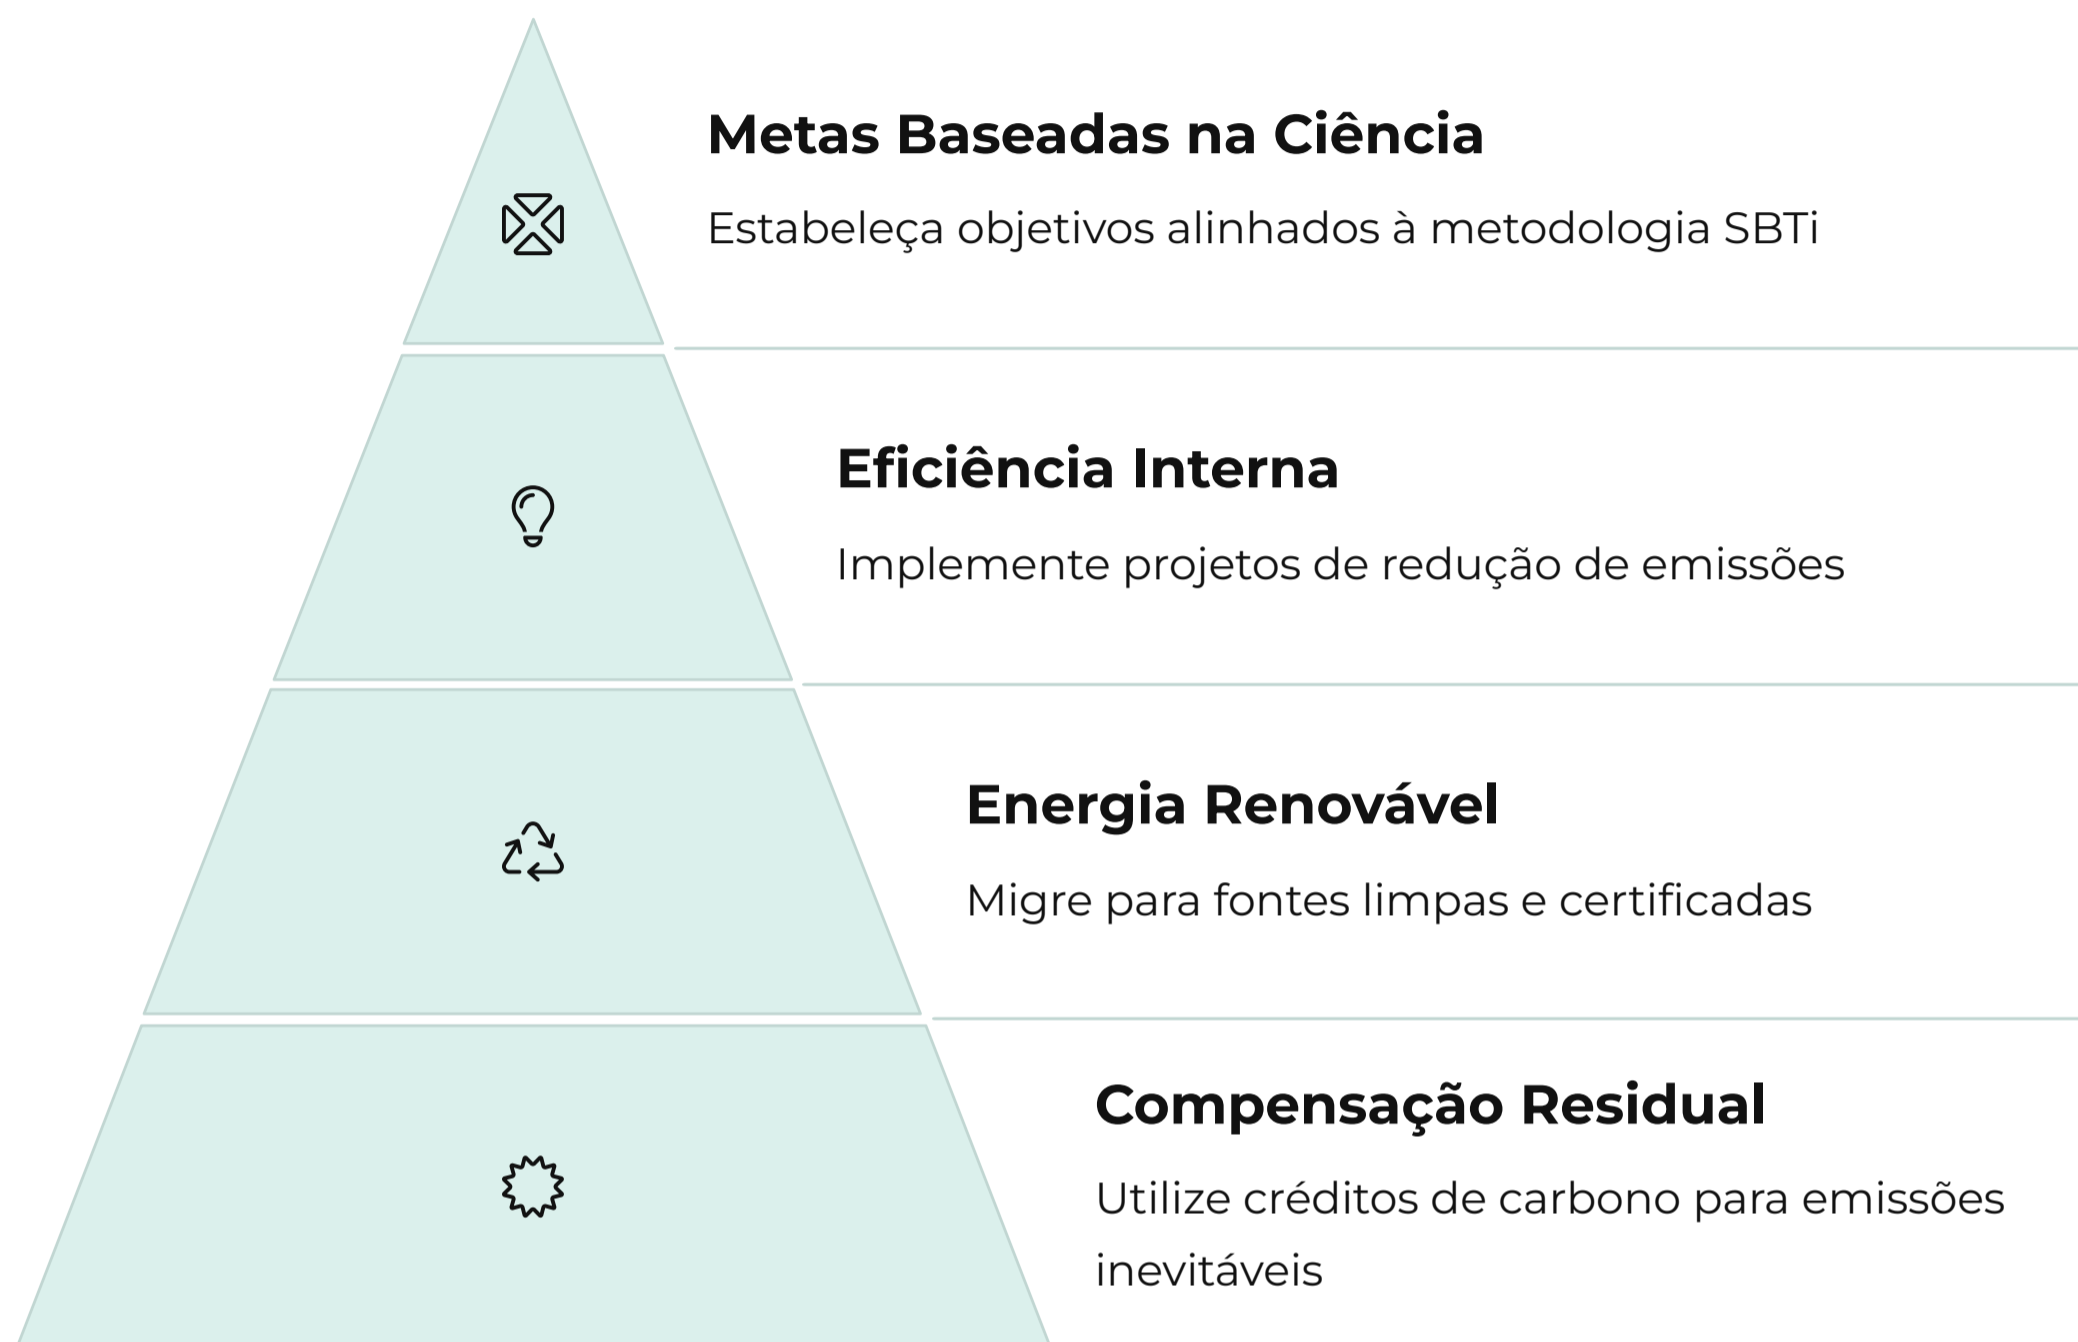 Metas Baseadas na Ciência
Estabeleça objetivos alinhados à metodologia SBTi
Eficiência Interna
Implemente projetos de redução de emissões
Energia Renovável
Migre para fontes limpas e certificadas
Compensação Residual
Utilize créditos de carbono para emissões
inevitáveis